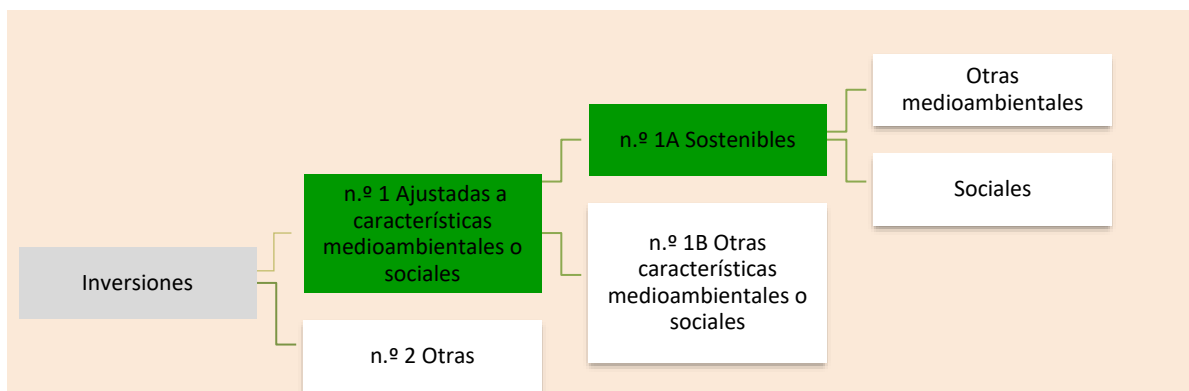 Inversiones
n.º 1 Ajustadas a
características
medioambientales o
sociales
n.º 2 Otras
n.º 1A Sostenibles
n.º 1B Otras
características
medioambientales o
sociales
Otras
medioambientales
Sociales